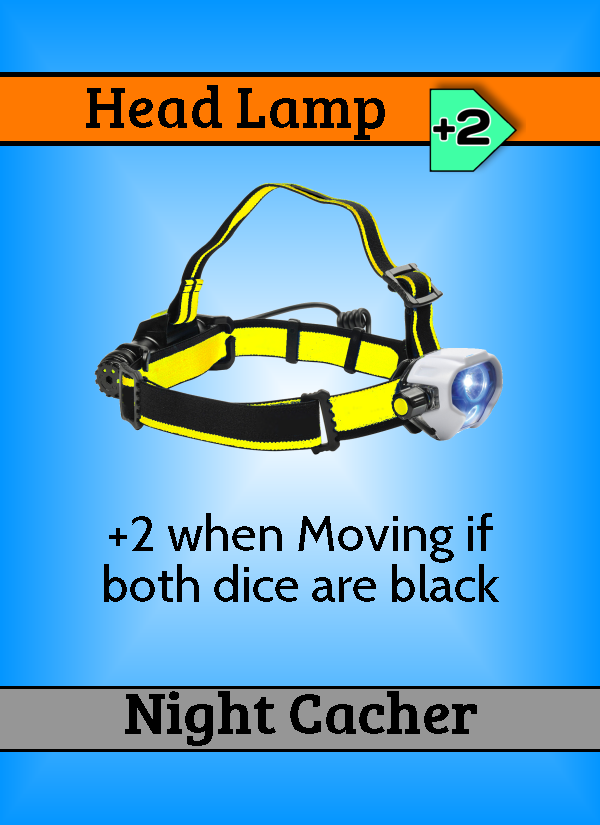 Head Lamp
+2
+2 when Moving if
both dice are black
Night Cacher